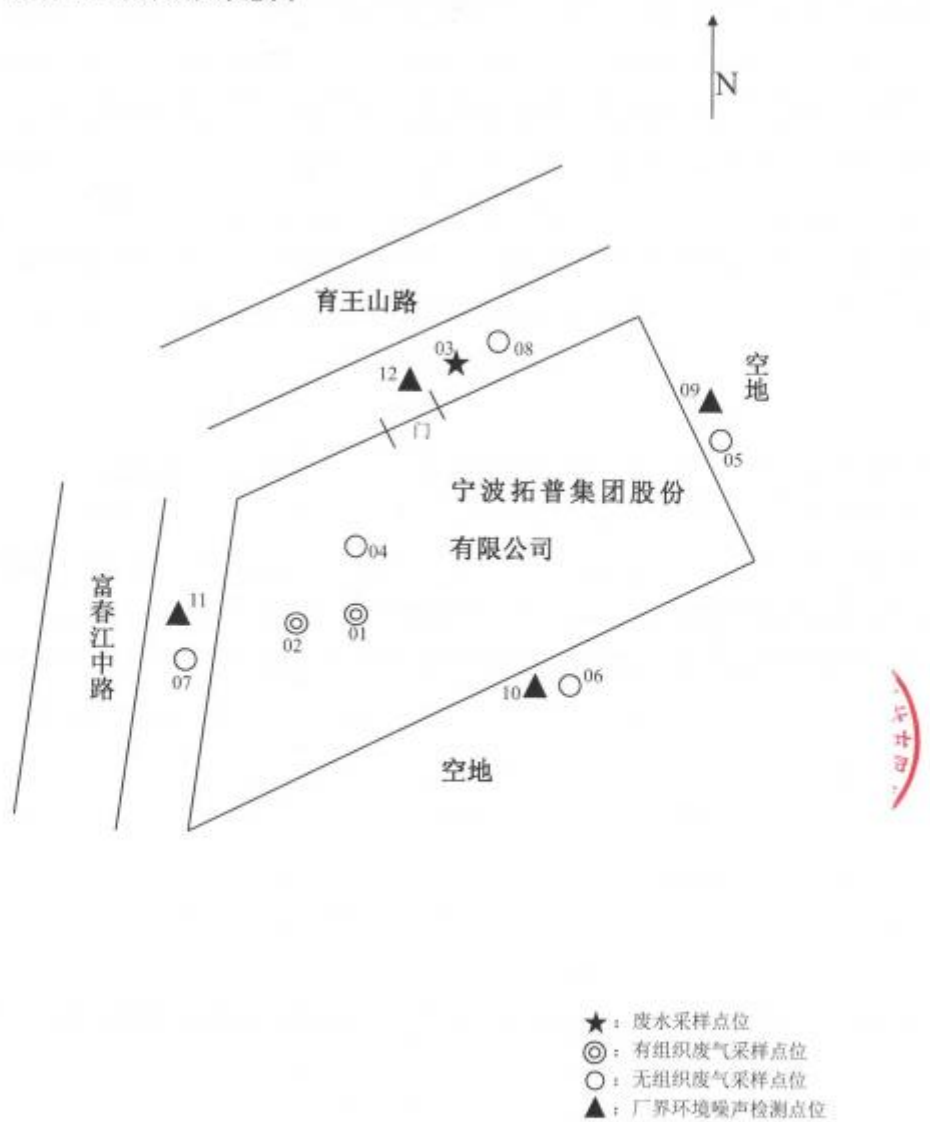 N
育王山路
03
08
12
门
空地
09
05
宁波拓普集团股份
有限公司
04
富春江中路
11
02
01
07
10
06
空地
★：废水采样点位
◎：有组织废气采样点位
○：无组织废气采样点位
▲：厂界环境噪声检测点位